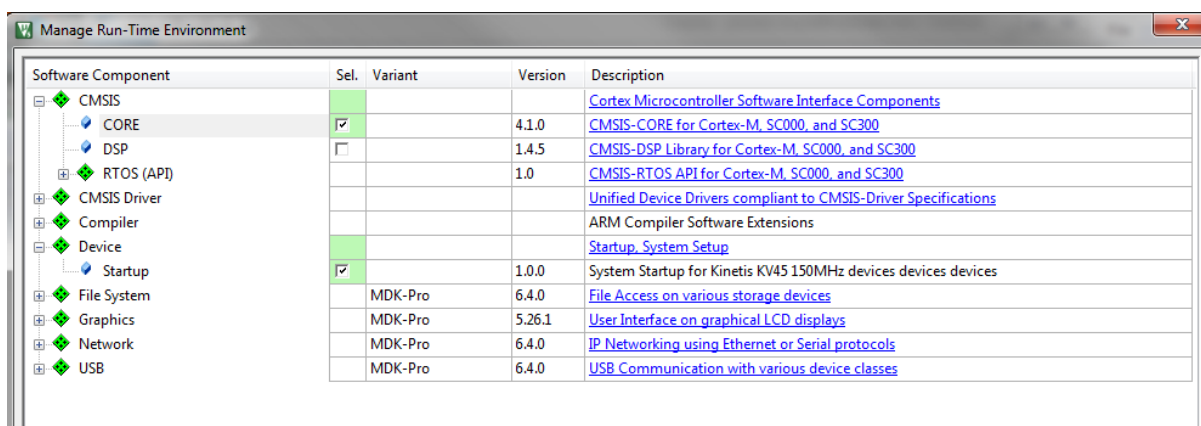 Manage Run-Time Environment
Software Component Sel. Variant Version Description
CMSIS Cortex Microcontroller Software Interface Components
CORE 4.1.0 CMSIS-CORE for Cortex-M, SC000, and SC300
DSP 1.4.5 CMSIS-DSP Library for Cortex-M, SC000, and SC300
RTOS (API) 1.0 CMSIS-RTOS API for Cortex-M, SC000, and SC300
CMSIS Driver Unified Device Drivers compliant to CMSIS-Driver Specifications
Compiler ARM Compiler Software Extensions
Device Startup, System Setup
Startup 1.0.0 System Startup for Kinetis KV45 150MHz devices devices devices
File System MDK-Pro 6.4.0 File Access on various storage devices
Graphics MDK-Pro 5.26.1 User Interface on graphical LCD displays
Network MDK-Pro 6.4.0 IP Networking using Ethernet or Serial protocols
USB MDK-Pro 6.4.0 USB Communication with various device classes